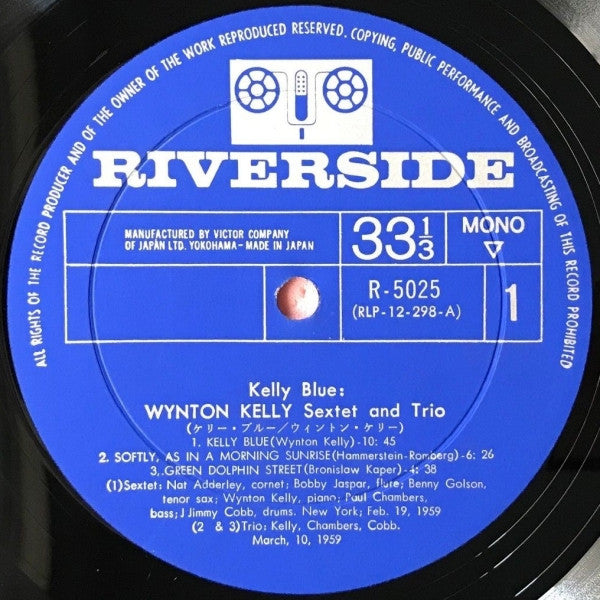 ALL RIGHTS OF THE RECORD PRODUCER AND OF THE OWNER OF THE WORK REPRODUCED RESERVED. COPYING, PUBLIC PERFORMANCE AND BROADCASTING OF THIS RECORD PROHIBITED
RIVERSIDE
MANUFACTURED BY VICTOR COMPANY
OF JAPAN LTD. YOKOHAMA-MADE IN JAPAN
33 1/3
MONO
R-5025
(RLP-12-298-A)
1
Kelly Blue:
WYNTON KELLY Sextet and Trio
(ケリー・ブルー/ウィントン・ケリー)
1. KELLY BLUE(Wynton Kelly)-10: 45
2. SOFTLY, AS IN A MORNING SUNRISE(Hammerstein-Romberg)-6: 26
3. GREEN DOLPHIN STREET(Bronislaw Kaper)-4: 38
(1)Sextet: Nat Adderley, cornet; Bobby Jaspar, flute; Benny Golson,
tenor sax; Wynton Kelly, piano; Paul Chambers,
bass; J Jimmy Cobb, drums. New York; Feb. 19, 1959
(2 & 3)Trio: Kelly, Chambers, Cobb.
March, 10, 1959